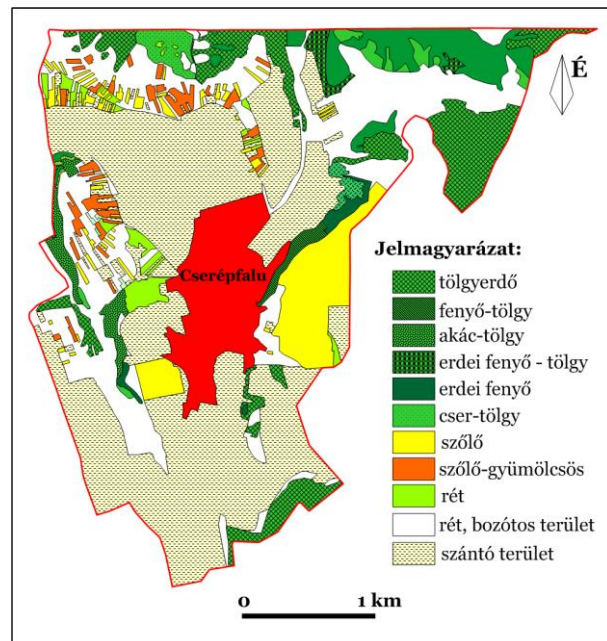 É
Cserépfalu
Jelmagyarázat:
tölgyerdő
fenyő-tölgy
akác-tölgy
erdei fenyő - tölgy
erdei fenyő
cser-tölgy
szőlő
szőlő-gyümölcsös
rét
rét, bozótos terület
szántó terület
0 1 km